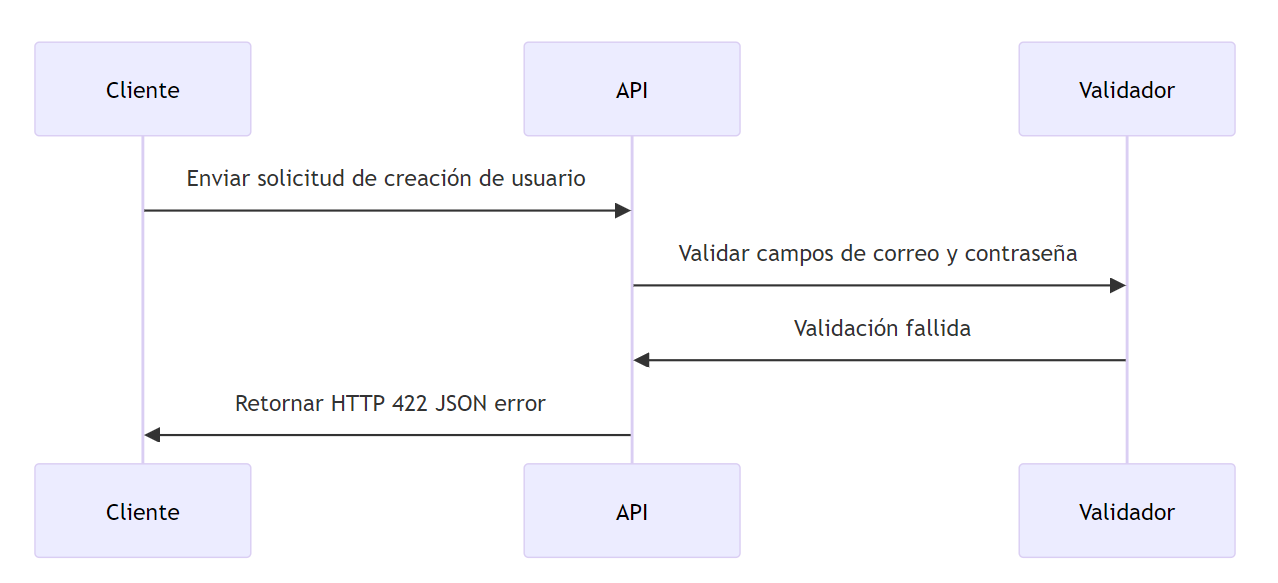 Cliente
API
Validador
Enviar solicitud de creación de usuario
Validar campos de correo y contraseña
Validación fallida
Retornar HTTP 422 JSON error
Cliente
API
Validador